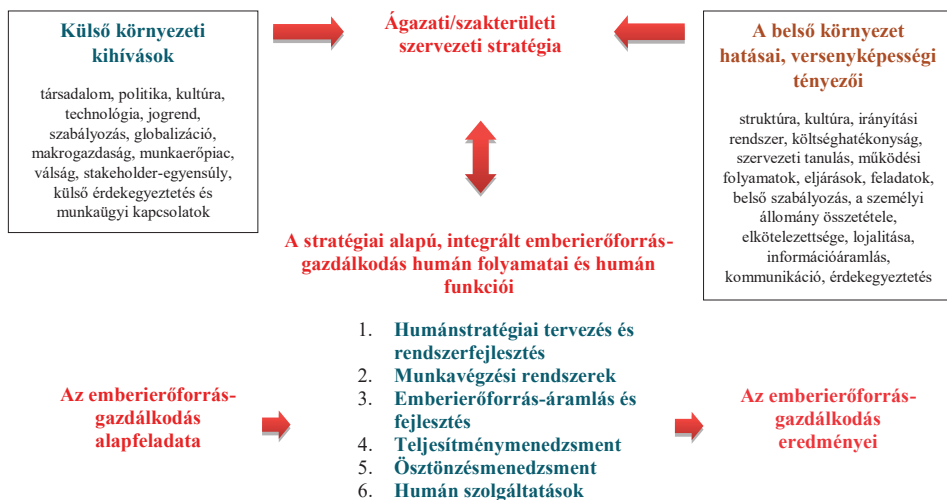 Külső környezeti
kihívások
társadalom, politika, kultúra,
technológia, jogrend,
szabályozás, globalizáció,
makrogazdaság, munkaerőpiac,
válság, stakeholder-egyensúly,
külső érdekegyeztetés és
munkaügyi kapcsolatok
Ágazati/szakterületi
szervezeti stratégia
A belső környezet
hatásai, versenyképességi
tényezői
struktúra, kultúra, irányítási
rendszer, költséghatékonyság,
szervezeti tanulás, működési
folyamatok, eljárások, feladatok,
belső szabályozás, a személyi
állomány összetétele,
elkötelezettsége, lojalitása,
információáramlás,
kommunikáció, érdekegyeztetés
A stratégiai alapú, integrált emberierőforrás-
gazdálkodás humán folyamatai és humán
funkciói
Az emberierőforrás-
gazdálkodás
alapfeladata
1. Humánstratégiai tervezés és
rendszerfejlesztés
2. Munkavégzési rendszerek
3. Emberierőforrás-áramlás és
fejlesztés
4. Teljesítménymenedzsment
5. Ösztönzésmenedzsment
6. Humán szolgáltatások
Az emberierőforrás-
gazdálkodás
eredményei